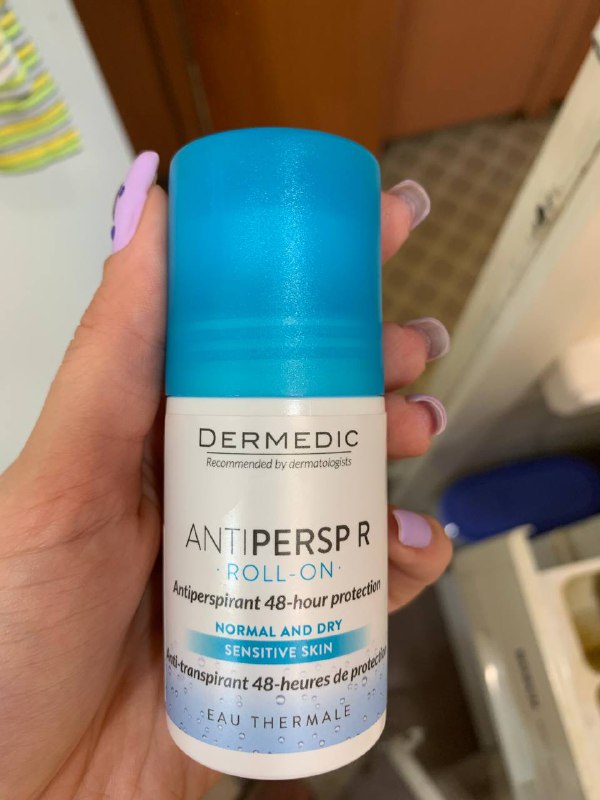 DERMEDIC
Recommended by dermatologists
ANTIPERSP R
·ROLL-ON·
Antiperspirant 48-hour protection
NORMAL AND DRY
SENSITIVE SKIN
Anti-transpirant 48-heures de protection
EAU THERMALE